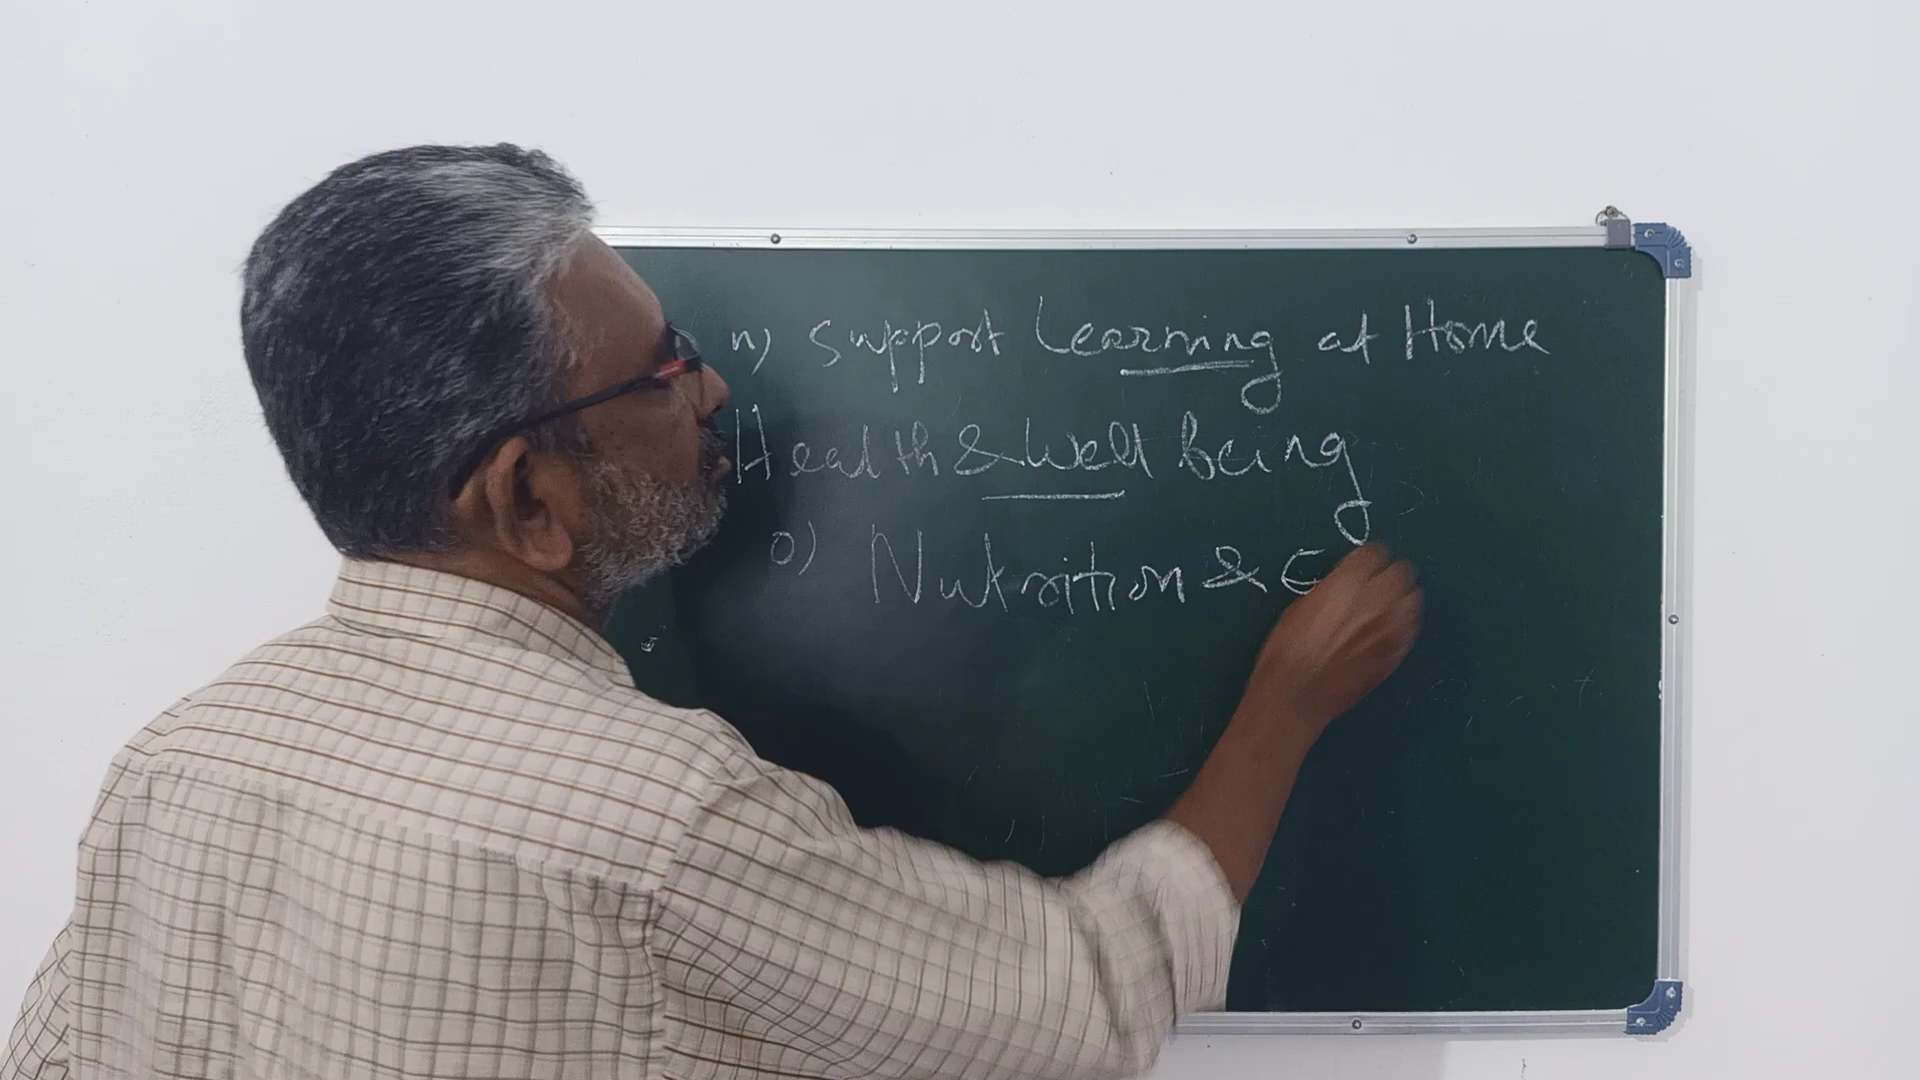 n) Support Learning at Home
Health & Well being
o) Nutrition & E